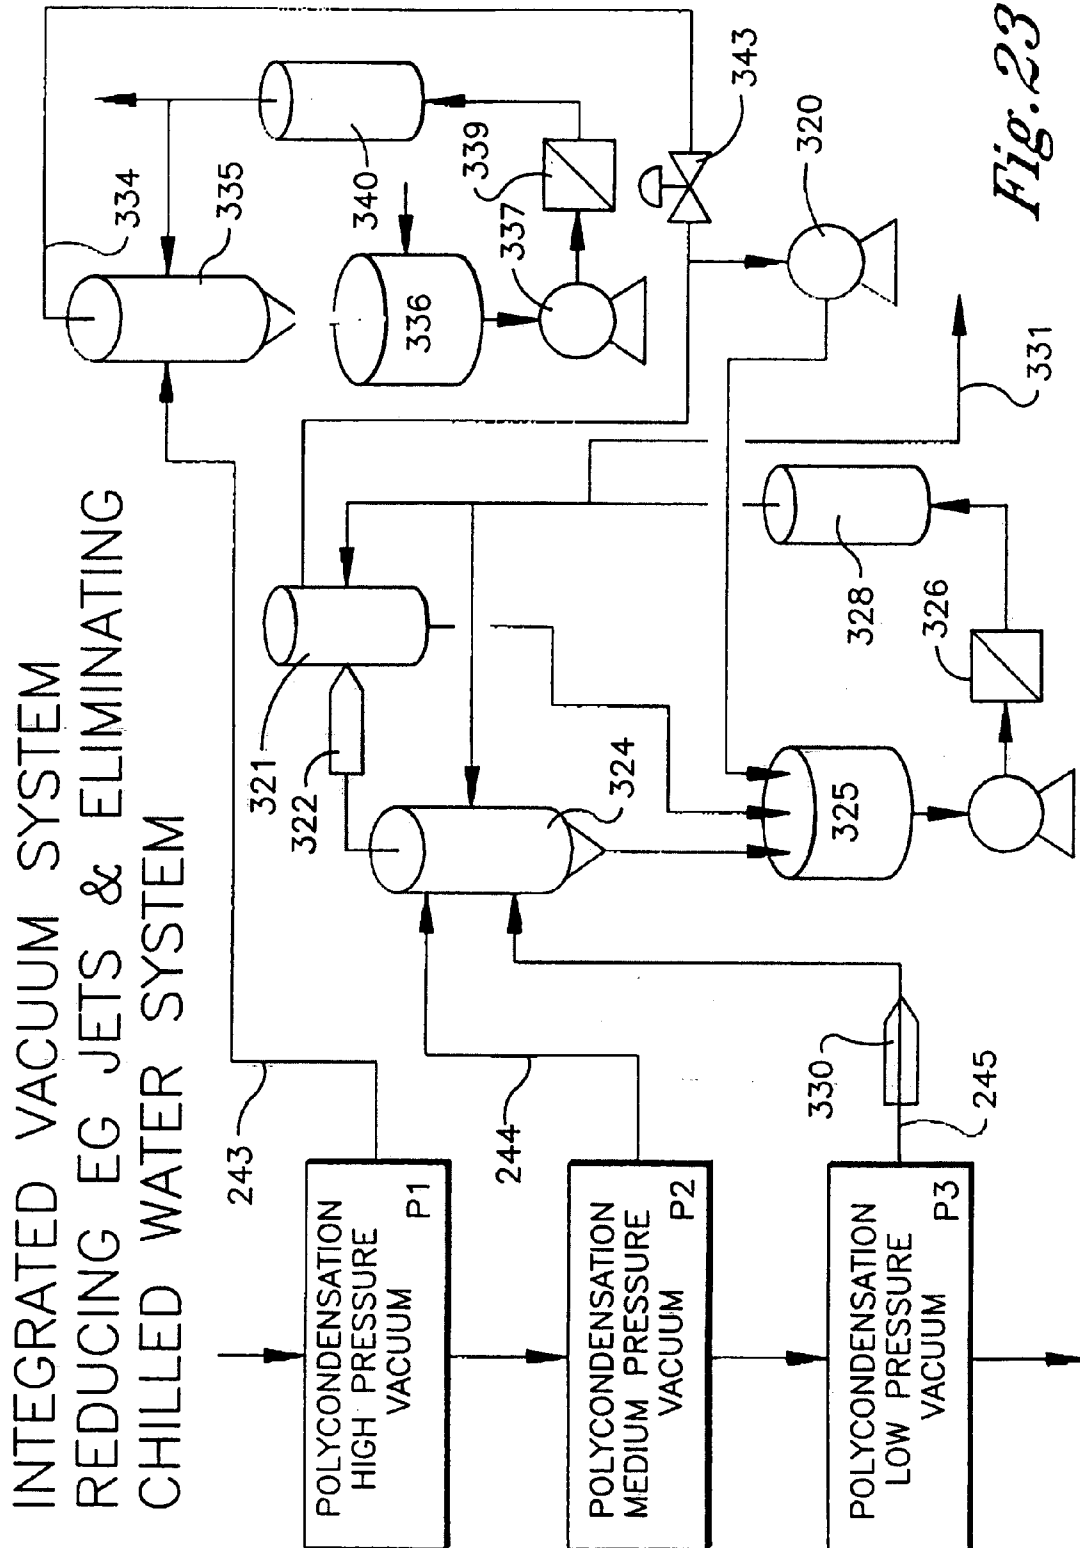 INTEGRATED VACUUM SYSTEM
REDUCING EG JETS & ELIMINATING
CHILLED WATER SYSTEM
POLYCONDENSATION
HIGH PRESSURE
VACUUM
P1
POLYCONDENSATION
MEDIUM PRESSURE
VACUUM
P2
POLYCONDENSATION
LOW PRESSURE
VACUUM
P3
243
244
245
330
321
322
324
325
326
328
331
334
335
336
337
339
340
343
320
Fig. 23